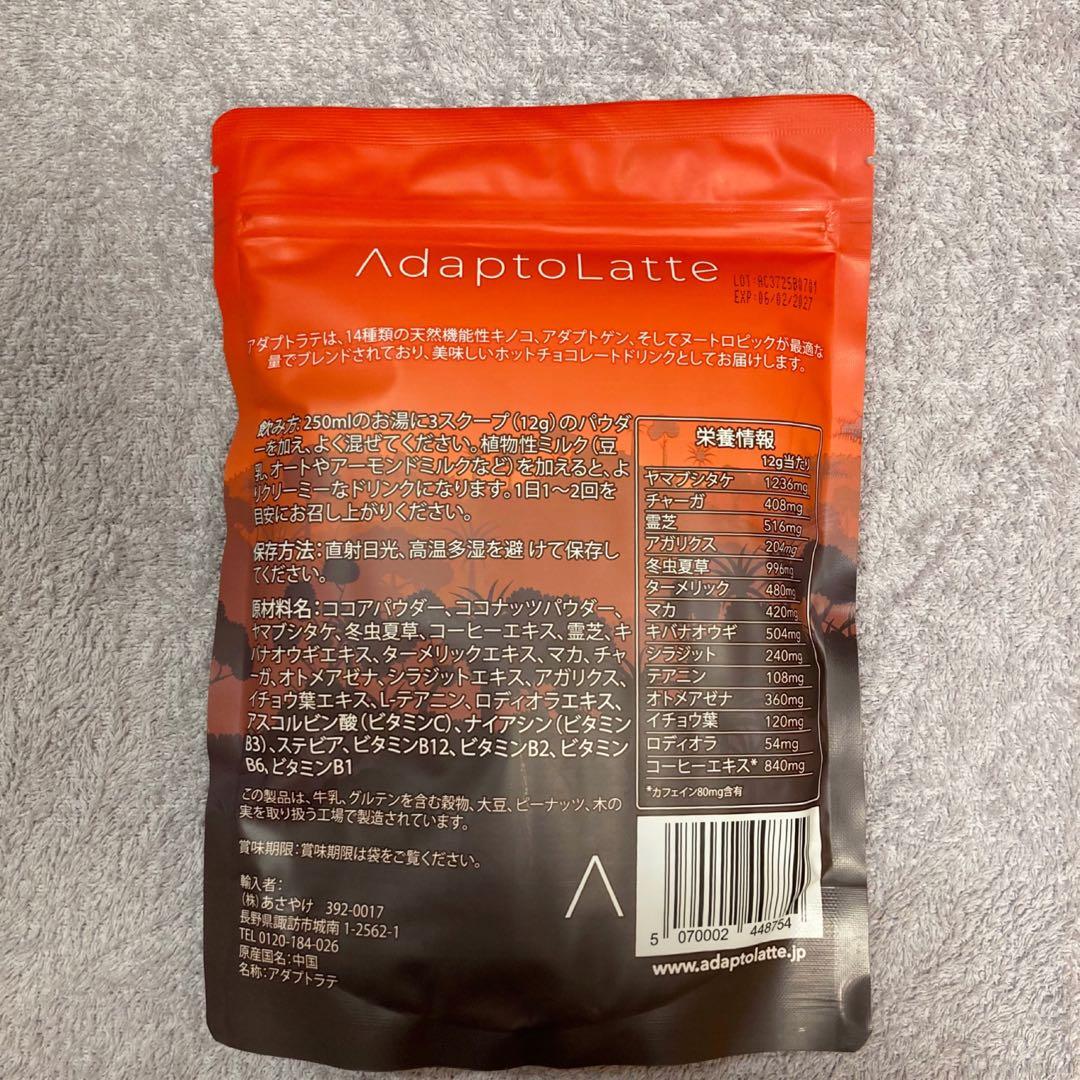 AdaptoLatte
LOT:AC3725B0701
EXP:06/02/2027
アダプトラテは、14種類の天然機能性キノコ、アダプトゲン、そしてヌートロピックが最適な
量でブレンドされており、美味しいホットチョコレートドリンクとしてお届けします。
飲み方: 250mlのお湯に3スクープ(12g)のパウダ
ーを加え、よく混ぜてください。植物性ミルク(豆
乳、オートやアーモンドミルクなど)を加えると、よ
りクリーミーなドリンクになります。1日1〜2回を
目安にお召し上がりください。
保存方法:直射日光、高温多湿を避 けて保存し
てください。
原材料名:ココアパウダー、ココナッツパウダー、
ヤマブシタケ、冬虫夏草、コーヒーエキス、霊芝、キ
バナオウギエキス、ターメリックエキス、マカ、チャ
ーガ、オトメアゼナ、シラジットエキス、アガリクス、
イチョウ葉エキス、L-テアニン、ロディオラエキス、
アスコルビン酸(ビタミンC)、ナイアシン(ビタミン
B3)、ステビア、ビタミンB12、ビタミンB2、ビタミン
B6、ビタミンB1
この製品は、牛乳、グルテンを含む穀物、大豆、ピーナッツ、木の
実を取り扱う工場で製造されています。
賞味期限:賞味期限は袋をご覧ください。
輸入者:
(株)あさやけ 392-0017
長野県諏訪市城南 1-2562-1
TEL 0120-184-026
原産国名:中国
名称:アダプトラテ
栄養情報
12g当たり
ヤマブシタケ 1236mg
チャーガ 408mg
霊芝 516mg
アガリクス 204mg
冬虫夏草 996mg
ターメリック 480mg
マカ 420mg
キバナオウギ 504mg
シラジット 240mg
テアニン 108mg
オトメアゼナ 360mg
イチョウ葉 120mg
ロディオラ 54mg
コーヒーエキス* 840mg
*カフェイン80mg含有
5 070002 448754
www.adaptolatte.jp